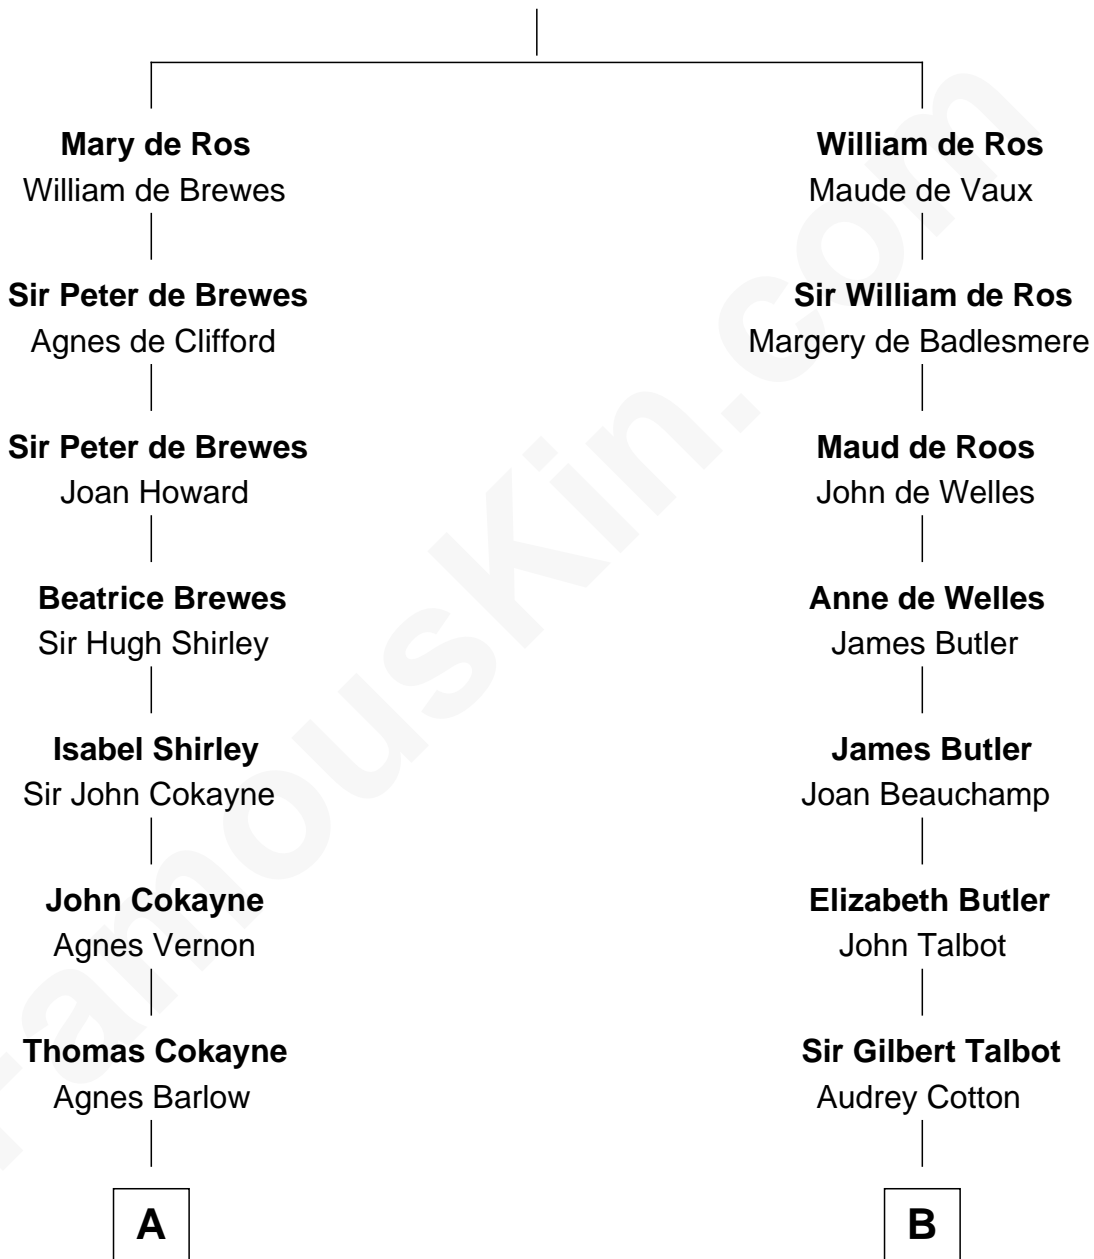 Mary de Ros
William de Brewes
Sir Peter de Brewes
Agnes de Clifford
Sir Peter de Brewes
Joan Howard
Beatrice Brewes
Sir Hugh Shirley
Isabel Shirley
Sir John Cokayne
John Cokayne
Agnes Vernon
Thomas Cokayne
Agnes Barlow
A
William de Ros
Maude de Vaux
Sir William de Ros
Margery de Badlesmere
Maud de Roos
John de Welles
Anne de Welles
James Butler
James Butler
Joan Beauchamp
Elizabeth Butler
John Talbot
Sir Gilbert Talbot
Audrey Cotton
B
FamousKin.com